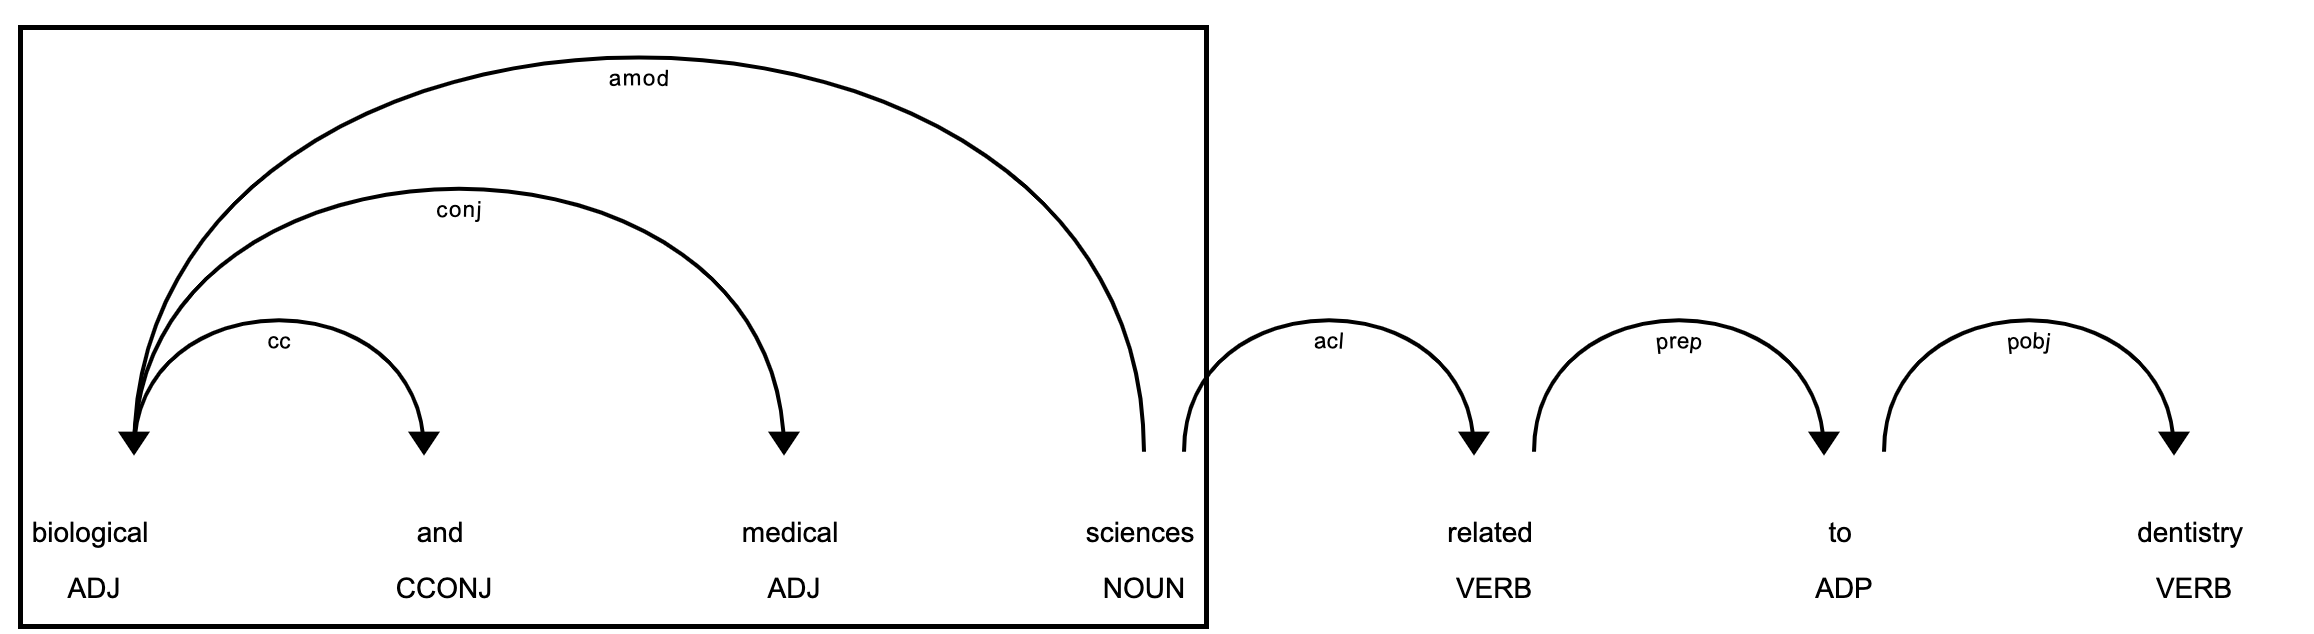 amod
conj
cc acl prep pobj
biological and medical sciences related to dentistry
ADJ CCONJ ADJ NOUN VERB ADP VERB